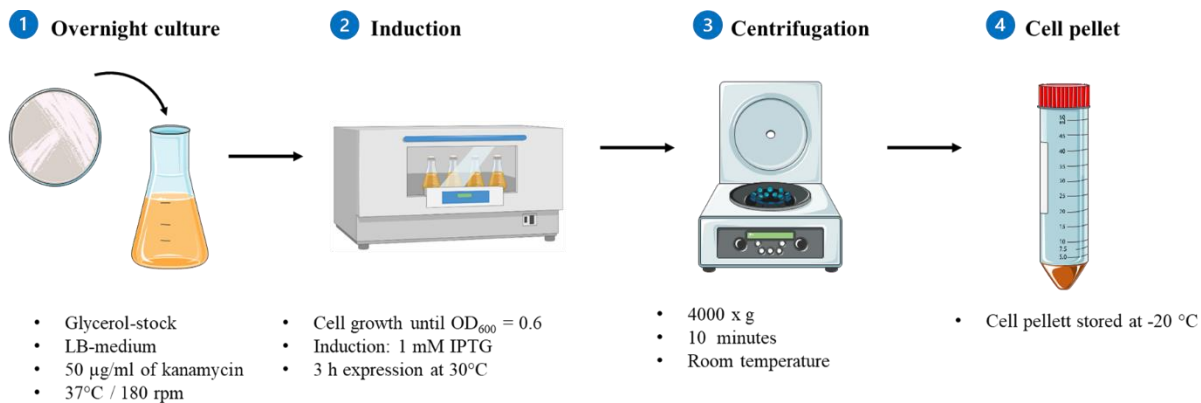 1 Overnight culture
2 Induction
3 Centrifugation
4 Cell pellet
• Glycerol-stock
• LB-medium
• 50 µg/ml of kanamycin
• 37°C / 180 rpm
• Cell growth until OD₆₀₀ = 0.6
• Induction: 1 mM IPTG
• 3 h expression at 30°C
• 4000 x g
• 10 minutes
• Room temperature
• Cell pellett stored at -20 °C